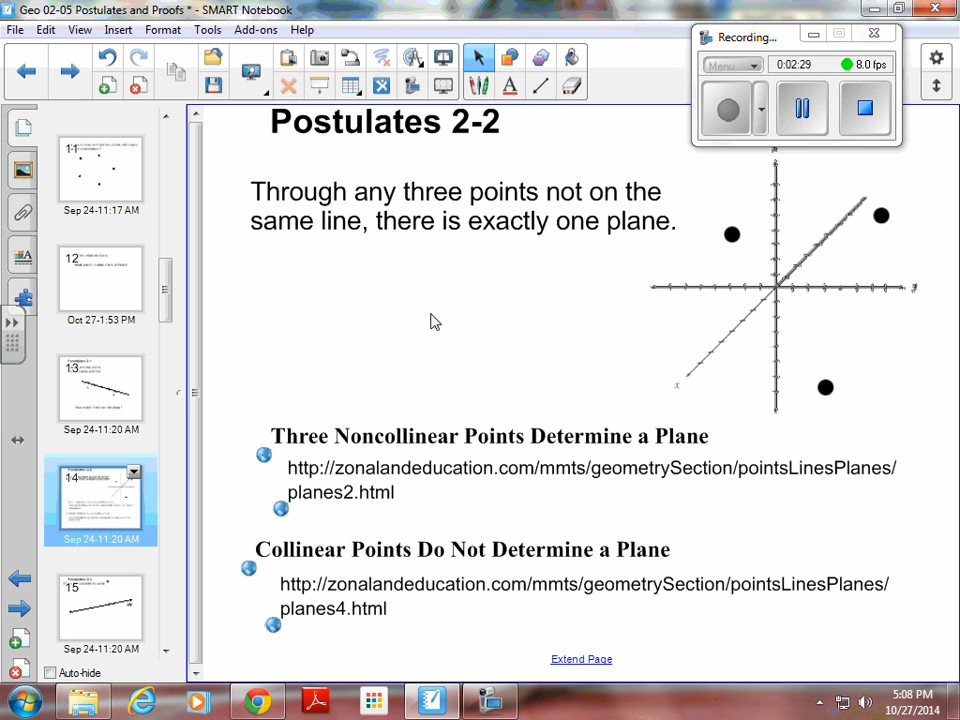 Geo 02-05 Postulates and Proofs * - SMART Notebook
File Edit View Insert Format Tools Add-ons Help
Recording...
Menu 0:02:29 8.0 fps
11
Sep 24-11:17 AM
12
Oct 27-1:53 PM
13
Sep 24-11:20 AM
14
Sep 24-11:20 AM
15
Sep 24-11:20 AM
Auto-hide
Postulates 2-2
Through any three points not on the
same line, there is exactly one plane.
x
Three Noncollinear Points Determine a Plane
http://zonalandeducation.com/mmts/geometrySection/pointsLinesPlanes/
planes2.html
Collinear Points Do Not Determine a Plane
http://zonalandeducation.com/mmts/geometrySection/pointsLinesPlanes/
planes4.html
Extend Page
5:08 PM
10/27/2014